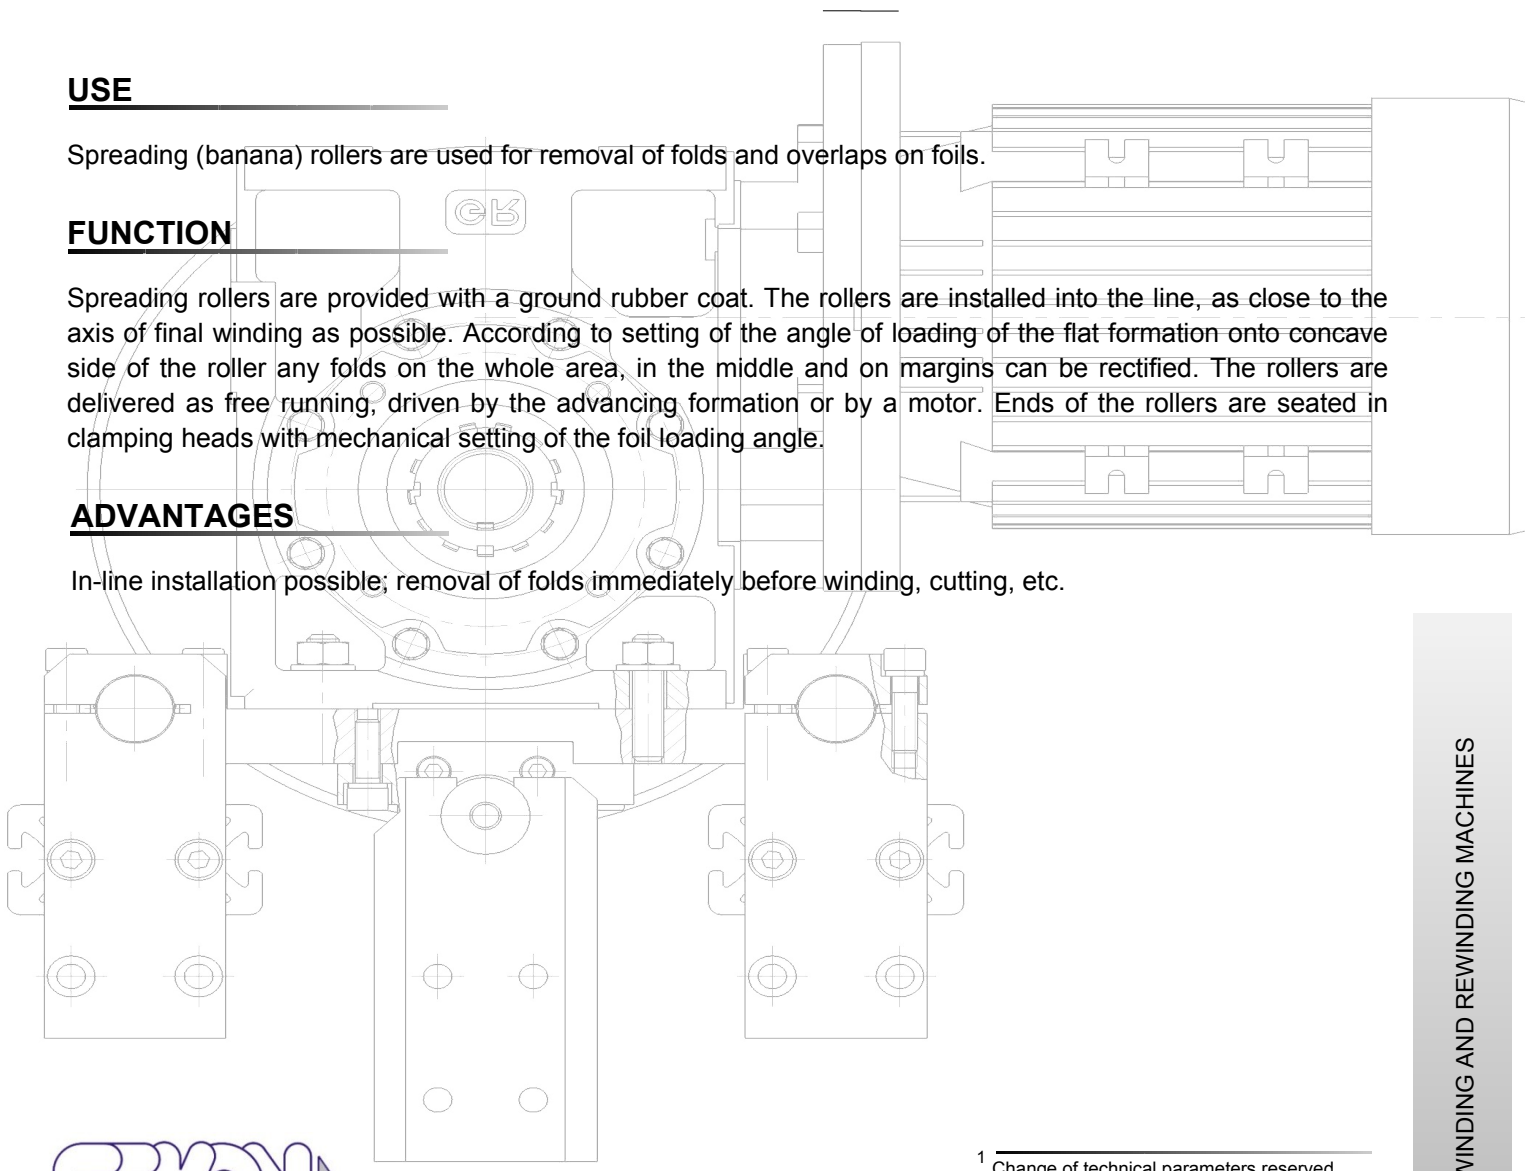 USE
Spreading (banana) rollers are used for removal of folds and overlaps on foils.
FUNCTION
Spreading rollers are provided with a ground rubber coat. The rollers are installed into the line, as close to the
axis of final winding as possible. According to setting of the angle of loading of the flat formation onto concave
side of the roller any folds on the whole area, in the middle and on margins can be rectified. The rollers are
delivered as free running, driven by the advancing formation or by a motor. Ends of the rollers are seated in
clamping heads with mechanical setting of the foil loading angle.
ADVANTAGES
In-line installation possible; removal of folds immediately before winding, cutting, etc.
GR
WINDING AND REWINDING MACHINES
1 Change of technical parameters reserved